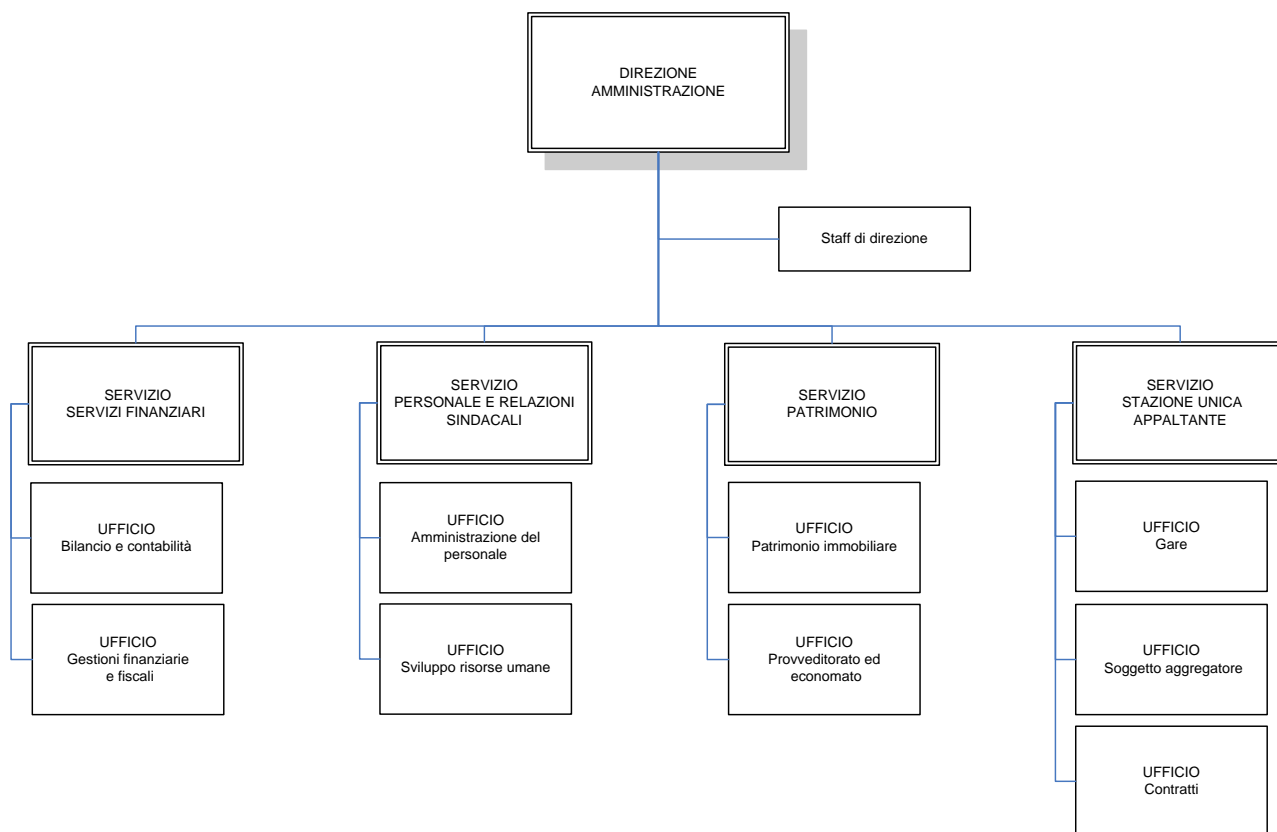 DIREZIONE
AMMINISTRAZIONE
Staff di direzione
SERVIZIO
SERVIZI FINANZIARI
UFFICIO
Bilancio e contabilità
UFFICIO
Gestioni finanziarie
e fiscali
SERVIZIO
PERSONALE E RELAZIONI
SINDACALI
UFFICIO
Amministrazione del
personale
UFFICIO
Sviluppo risorse umane
SERVIZIO
PATRIMONIO
UFFICIO
Patrimonio immobiliare
UFFICIO
Provveditorato ed
economato
SERVIZIO
STAZIONE UNICA
APPALTANTE
UFFICIO
Gare
UFFICIO
Soggetto aggregatore
UFFICIO
Contratti